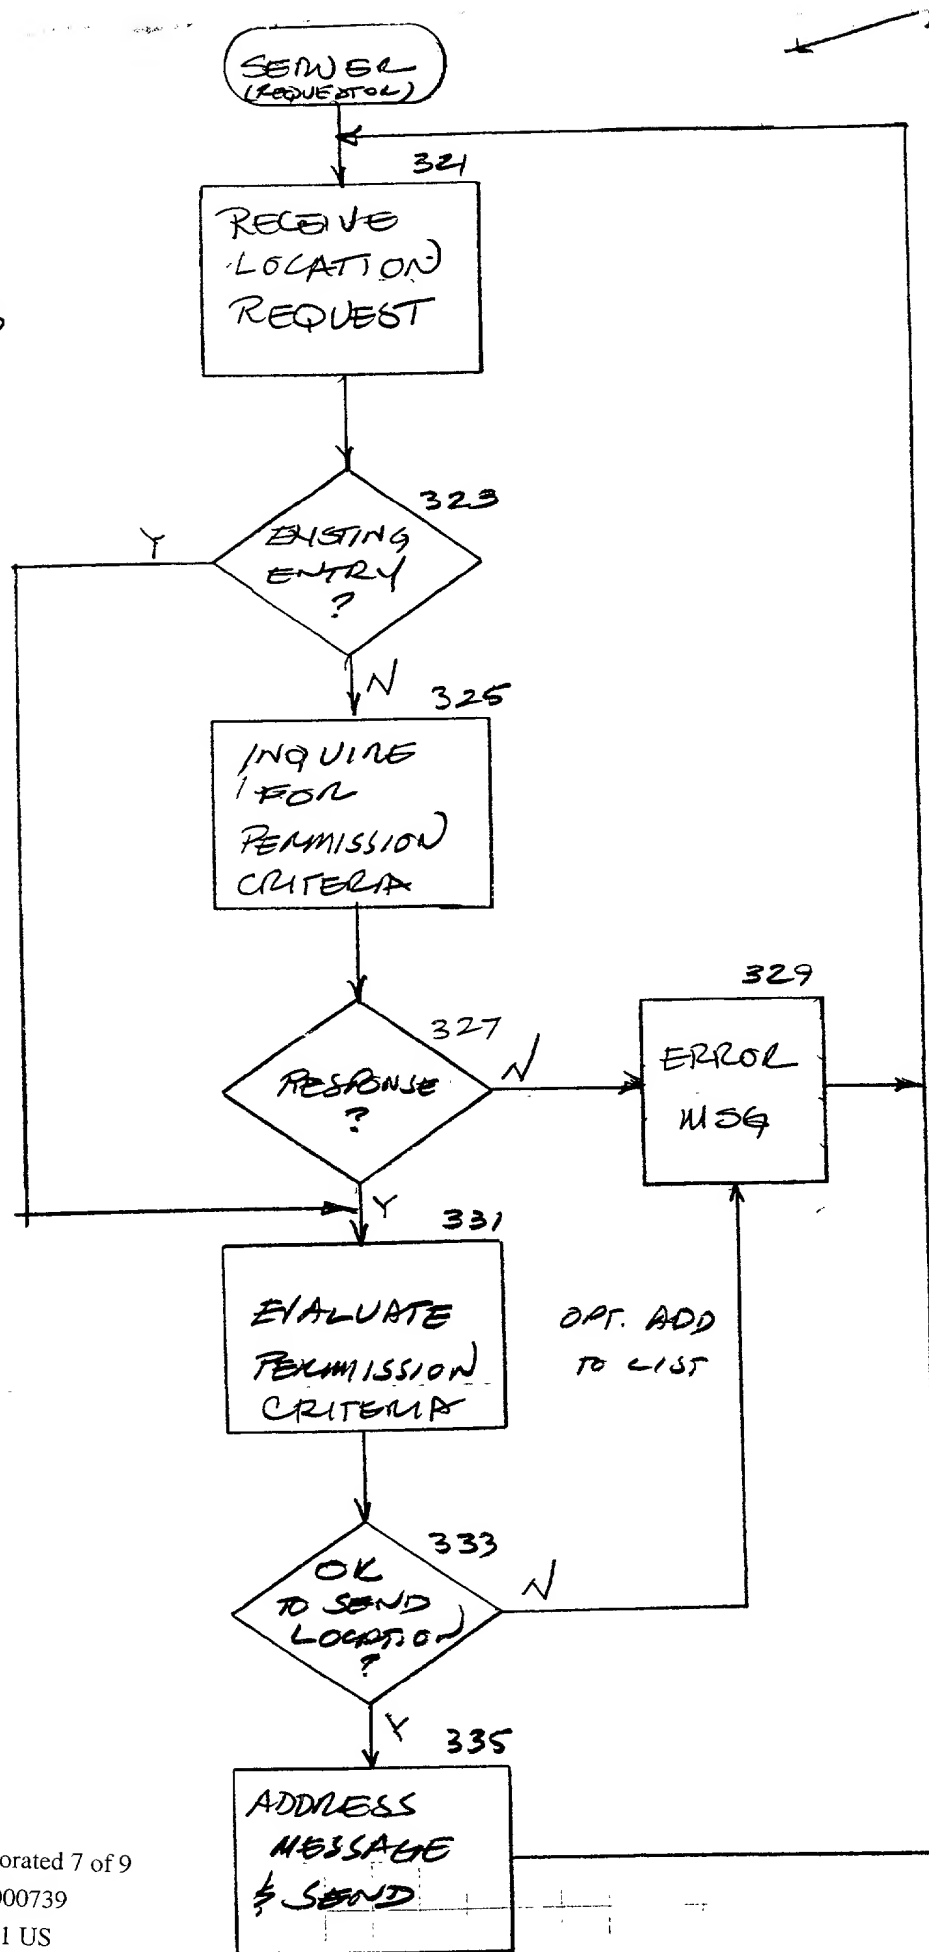 SERVER
(REQUESTOR)
321
RECEIVE
LOCATION
REQUEST
323
Y
EXISTING
ENTRY
?
N
325
INQUIRE
FOR
PERMISSION
CRITERIA
327
RESPONSE
?
N
329
ERROR
MSG
Y
331
EVALUATE
PERMISSION
CRITERIA
OPT. ADD
TO LIST
333
OK
TO SEND
LOCATION
?
N
Y
335
ADDRESS
MESSAGE
& SEND
orated 7 of 9
00739
1 US